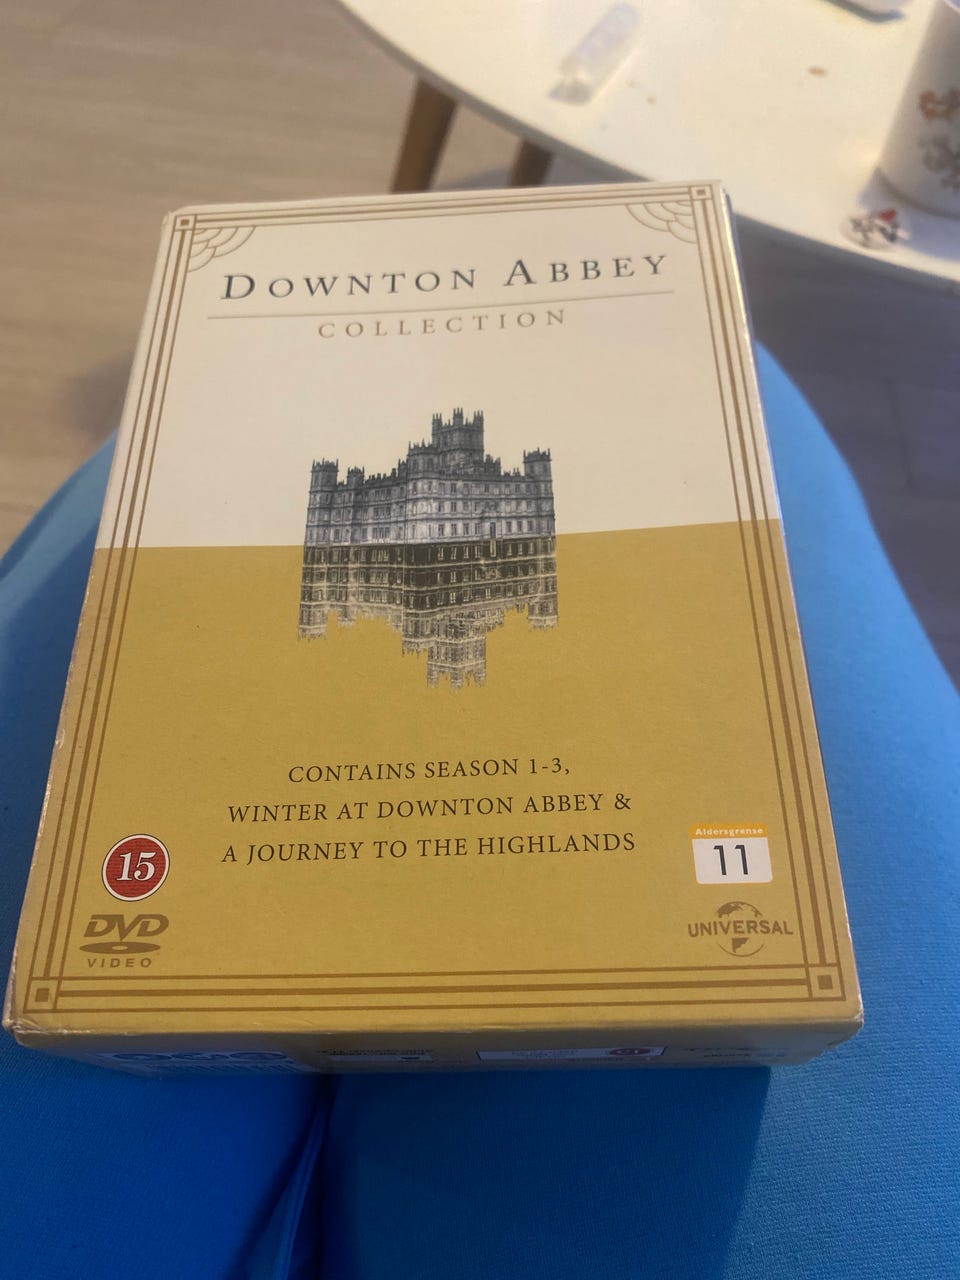 DOWNTON ABBEY
COLLECTION
CONTAINS SEASON 1-3,
WINTER AT DOWNTON ABBEY &
A JOURNEY TO THE HIGHLANDS
15
DVD
VIDEO
Aldersgrense
11
UNIVERSAL